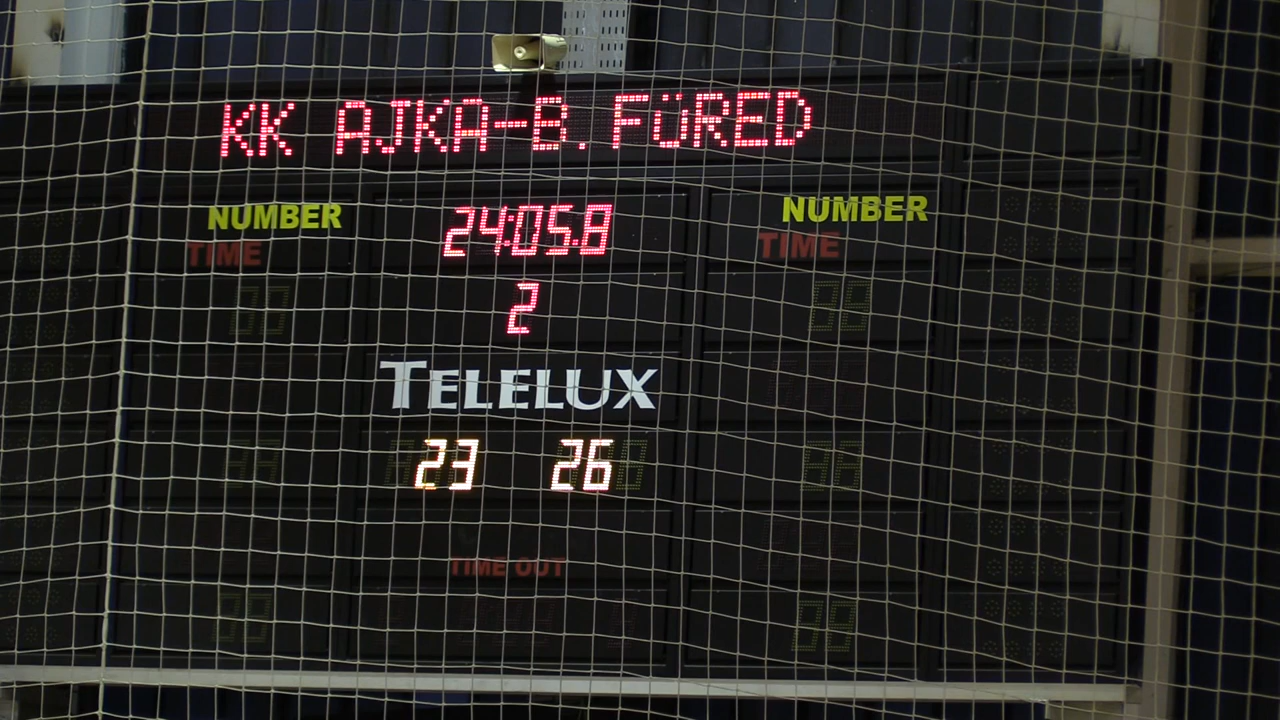 KK AJKA-B.FüRED
NUMBER 24:05.8 NUMBER
TIME TIME
2
TELELUX
23 26
TIME OUT